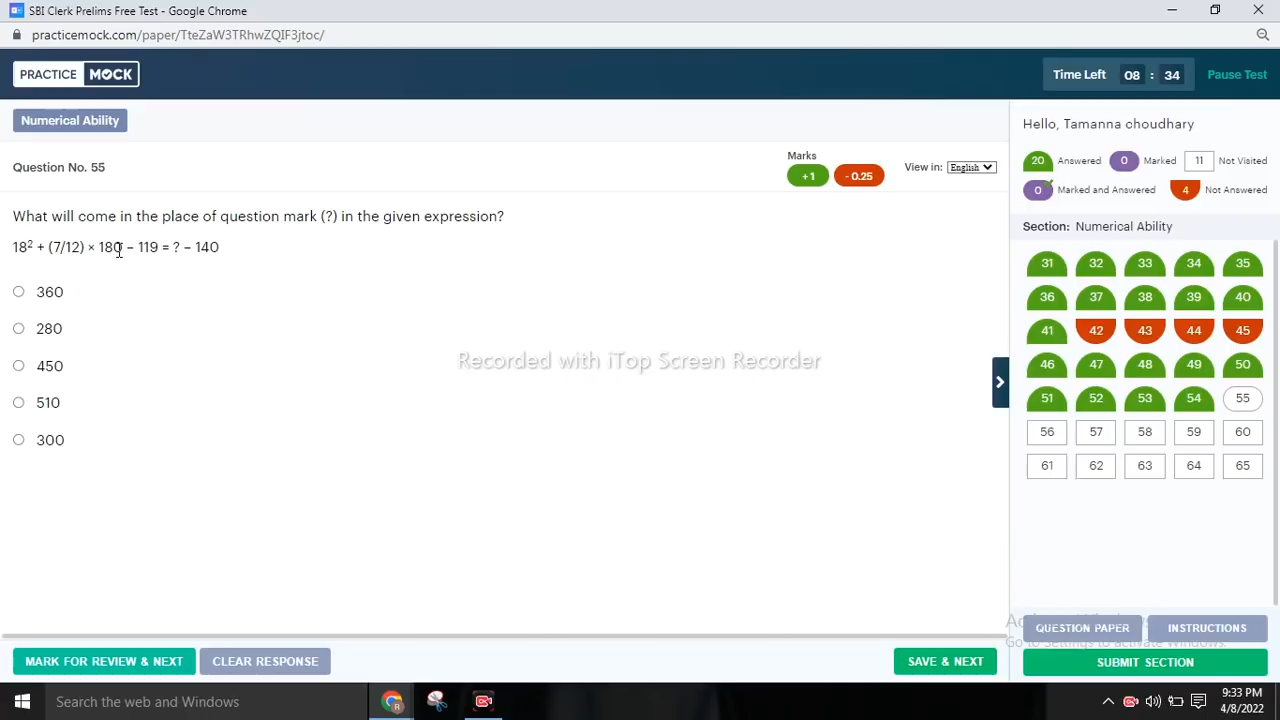 SBI Clerk Prelims Free Test - Google Chrome
practicemock.com/paper/TteZaW3TRhwZQIF3jtoc/
PRACTICE MOCK
Time Left 08 : 34 Pause Test
Numerical Ability
Hello, Tamanna choudhary
Question No. 55
Marks
+ 1 - 0.25
View in: English
20 Answered 0 Marked 11 Not Visited
0 Marked and Answered 4 Not Answered
What will come in the place of question mark (?) in the given expression?
18² + (7/12) × 180 – 119 = ? – 140
360
280
450
510
300
Section: Numerical Ability
31 32 33 34 35
36 37 38 39 40
41 42 43 44 45
46 47 48 49 50
51 52 53 54 55
56 57 58 59 60
61 62 63 64 65
Recorded with iTop Screen Recorder
Go to Settings to activate Windows.
QUESTION PAPER INSTRUCTIONS
MARK FOR REVIEW & NEXT CLEAR RESPONSE SAVE & NEXT
SUBMIT SECTION
Search the web and Windows
9:33 PM
4/8/2022